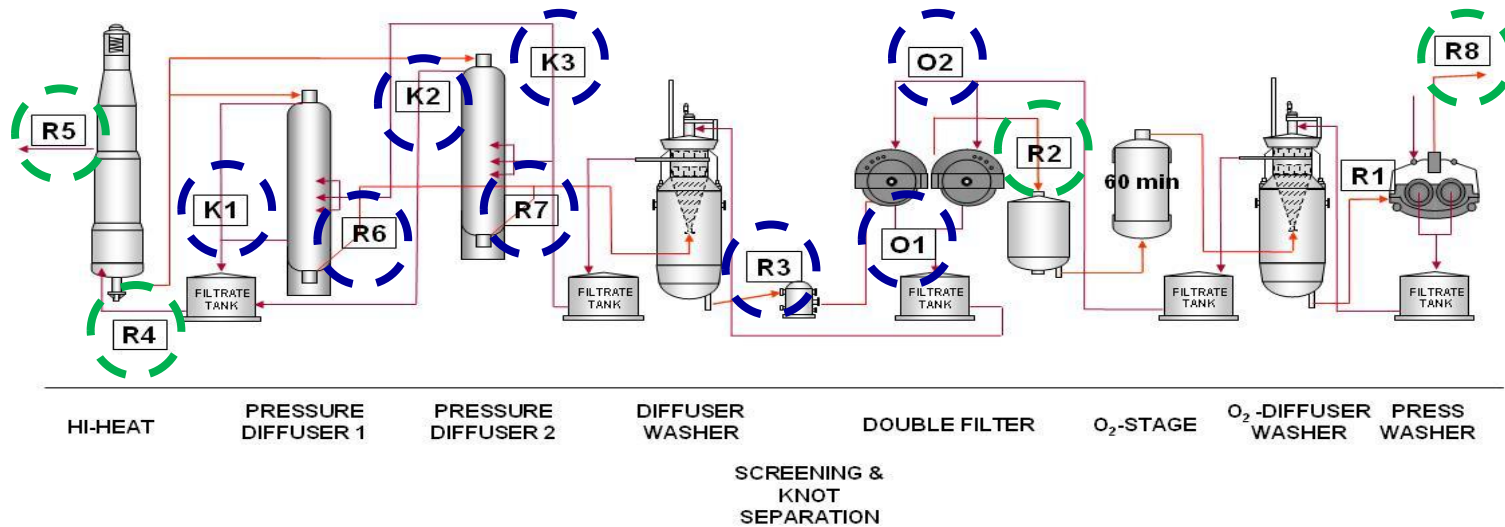 K3
O2
R8
K2
R5
R2
60 min
R1
K1
R6
R7
O1
R3
FILTRATE
TANK
FILTRATE
TANK
FILTRATE
TANK
FILTRATE
TANK
FILTRATE
TANK
R4
HI-HEAT
PRESSURE
DIFFUSER 1
PRESSURE
DIFFUSER 2
DIFFUSER
WASHER
DOUBLE FILTER
O₂-STAGE
O₂-DIFFUSER
WASHER
PRESS
WASHER
SCREENING &
KNOT
SEPARATION